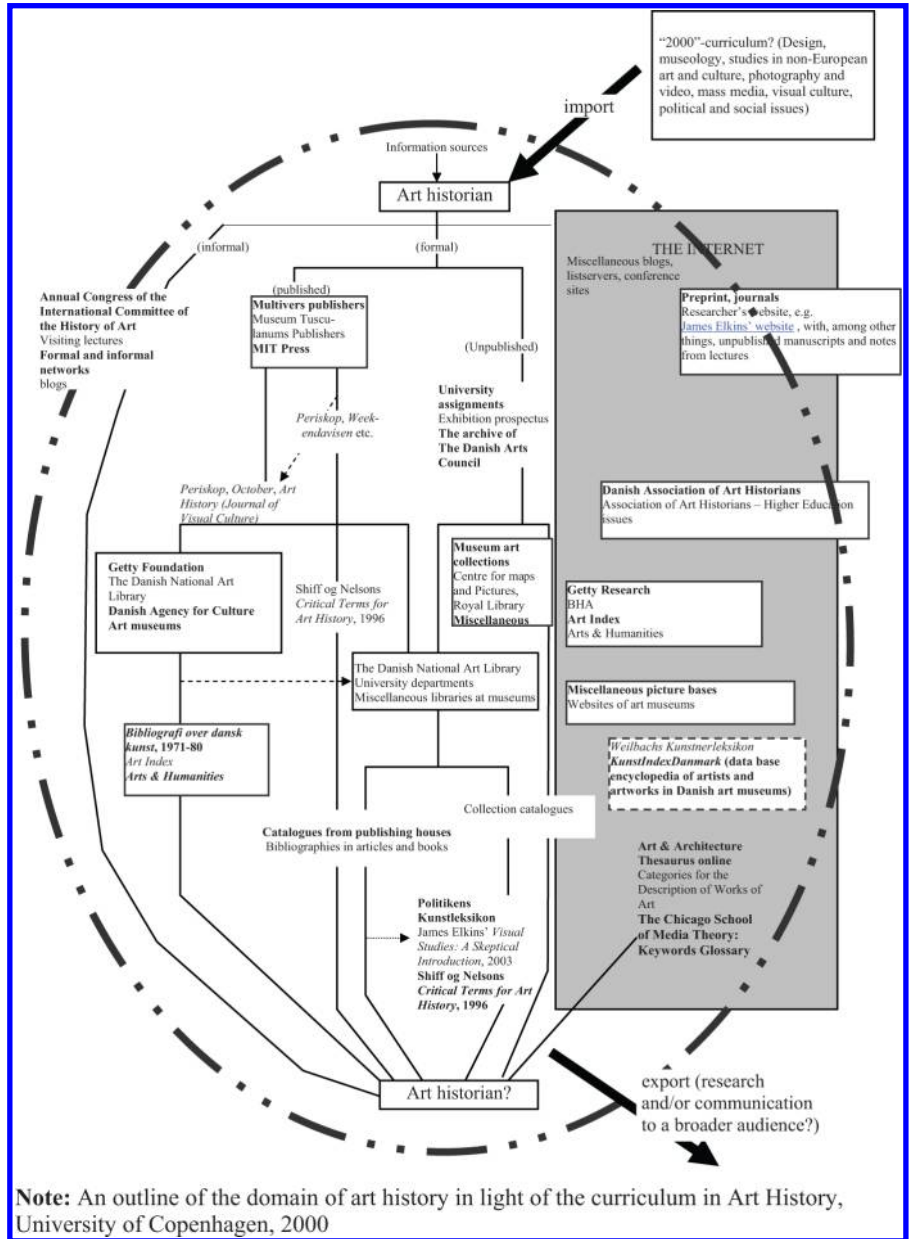 "2000"-curriculum? (Design,
museology, studies in non-European
art and culture, photography and
video, mass media, visual culture,
political and social issues)
import
Information sources
Art historian
(informal)
(formal)
THE INTERNET
Miscellaneous blogs,
listservers, conference
sites
Annual Congress of the
International Committee of
the History of Art
Visiting lectures
Formal and informal
networks
blogs
(published)
Multivers publishers
Museum Tuscu-
lanums Publishers
MIT Press
(Unpublished)
Preprint, journals
Researcher's website, e.g.
James Elkins' website , with, among other
things, unpublished manuscripts and notes
from lectures
University
assignments
Exhibition prospectus
The archive of
The Danish Arts
Council
Periskop, Week-
endavisen etc.
Periskop, October, Art
History (Journal of
Visual Culture)
Danish Association of Art Historians
Association of Art Historians – Higher Education
issues
Getty Foundation
The Danish National Art
Library
Danish Agency for Culture
Art museums
Shiff og Nelsons
Critical Terms for
Art History, 1996
Museum art
collections
Centre for maps
and Pictures,
Royal Library
Miscellaneous
Getty Research
BHA
Art Index
Arts & Humanities
The Danish National Art Library
University departments
Miscellaneous libraries at museums
Miscellaneous picture bases
Websites of art museums
Bibliografi over dansk
kunst, 1971-80
Art Index
Arts & Humanities
Weilbachs Kunstnerleksikon
KunstIndexDanmark (data base
encyclopedia of artists and
artworks in Danish art museums)
Collection catalogues
Catalogues from publishing houses
Bibliographies in articles and books
Art & Architecture
Thesaurus online
Categories for the
Description of Works of
Art
The Chicago School
of Media Theory:
Keywords Glossary
Politikens
Kunstleksikon
James Elkins' Visual
Studies: A Skeptical
Introduction, 2003
Shiff og Nelsons
Critical Terms for Art
History, 1996
Art historian?
export (research
and/or communication
to a broader audience?)
Note: An outline of the domain of art history in light of the curriculum in Art History,
University of Copenhagen, 2000